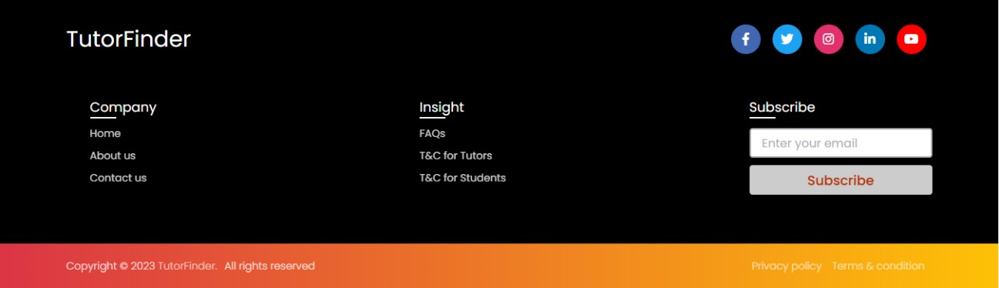 TutorFinder
Company
Home
About us
Contact us
Insight
FAQs
T&C for Tutors
T&C for Students
Subscribe
Enter your email
Subscribe
Copyright © 2023 TutorFinder. All rights reserved
Privacy policy Terms & condition